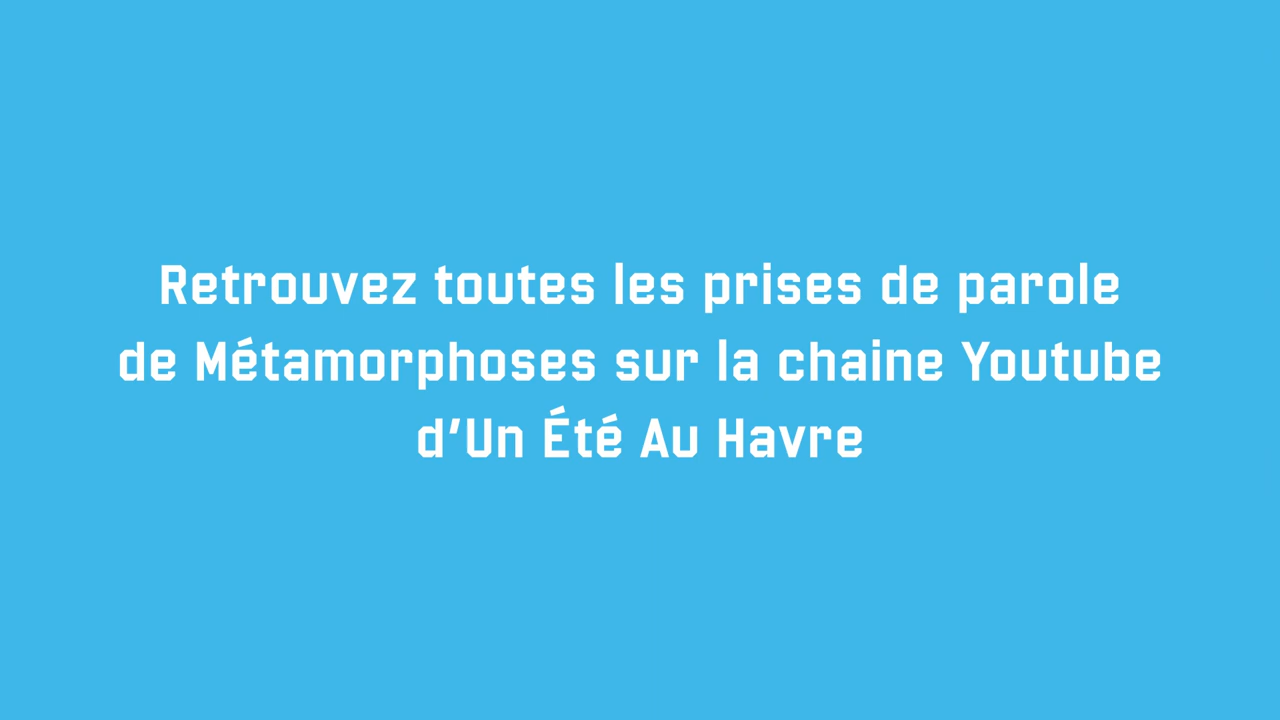 Retrouvez toutes les prises de parole
de Métamorphoses sur la chaine Youtube
d'Un Été Au Havre